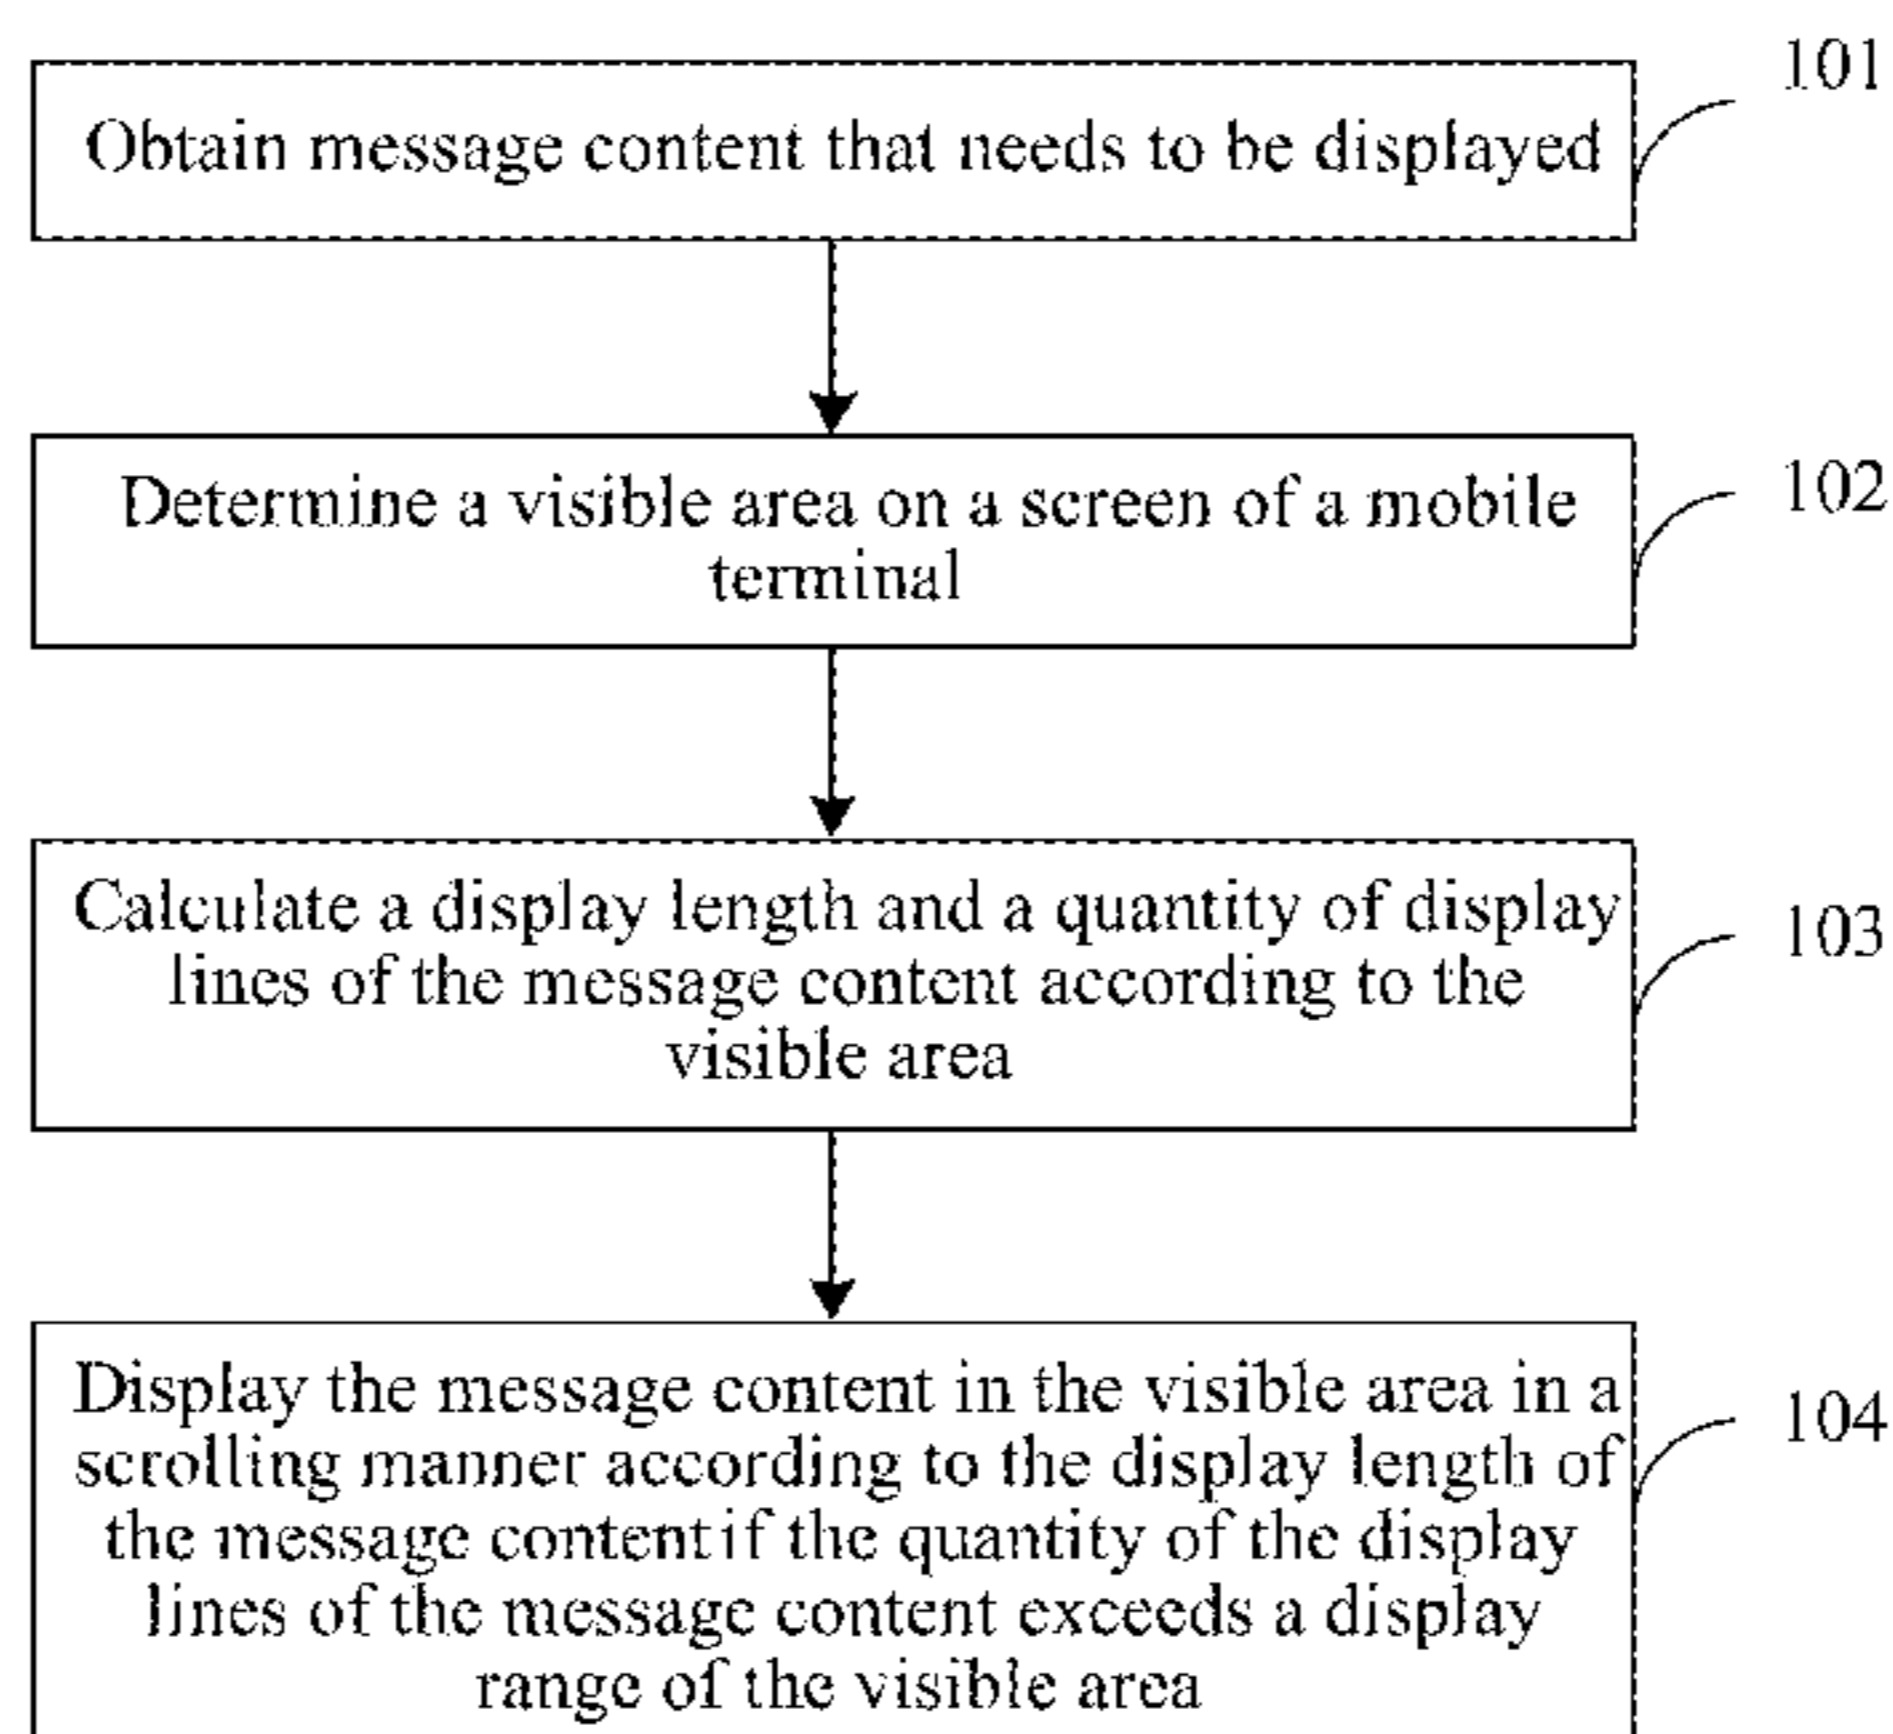 101
Obtain message content that needs to be displayed
102
Determine a visible area on a screen of a mobile
terminal
103
Calculate a display length and a quantity of display
lines of the message content according to the
visible area
104
Display the message content in the visible area in a
scrolling manner according to the display length of
the message content if the quantity of the display
lines of the message content exceeds a display
range of the visible area